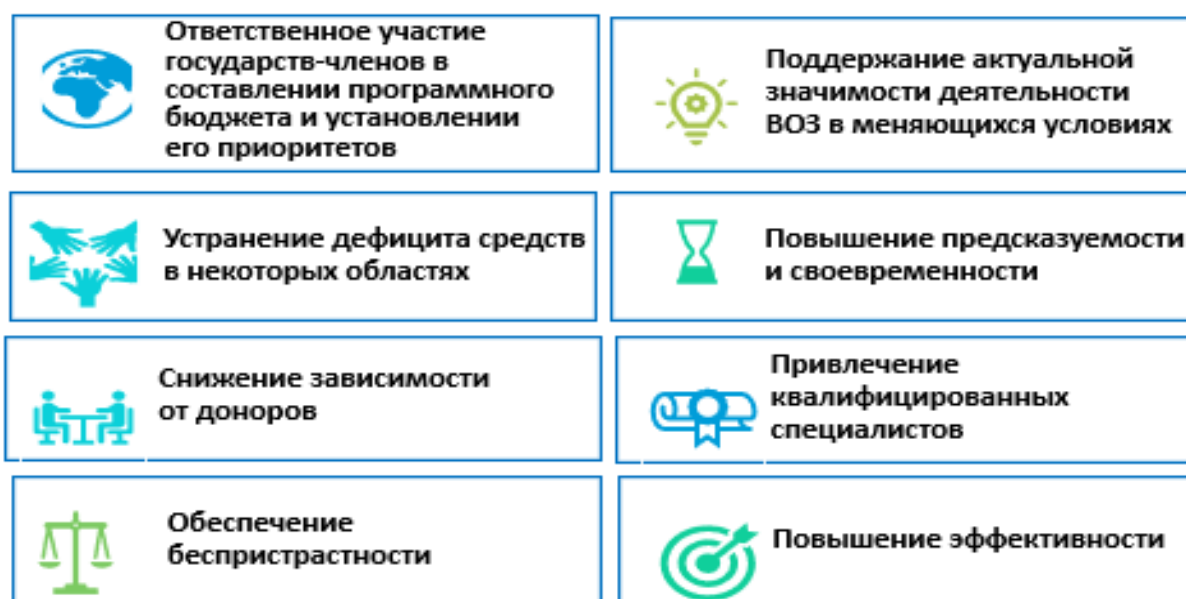 Ответственное участие
государств-членов в
составлении программного
бюджета и установлении
его приоритетов
Поддержание актуальной
значимости деятельности
ВОЗ в меняющихся условиях
Устранение дефицита средств
в некоторых областях
Повышение предсказуемости
и своевременности
Снижение зависимости
от доноров
Привлечение
квалифицированных
специалистов
Обеспечение
беспристрастности
Повышение эффективности